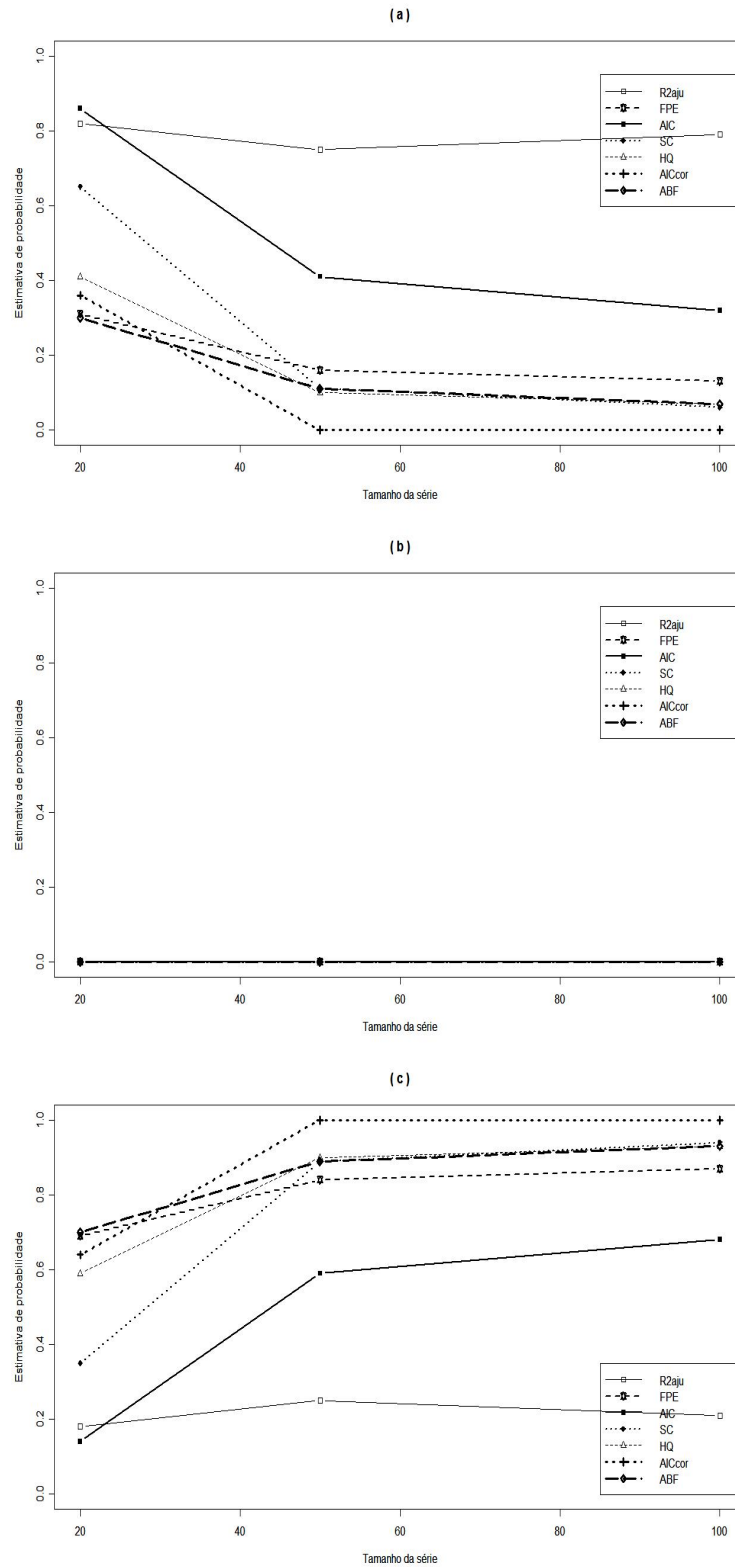 ( a )
Estimativa de probabilidade
1.0
0.8
0.6
0.4
0.2
0.0
R2aju
FPE
AIC
SC
HQ
AICcor
ABF
20
40
60
80
100
Tamanho da série
( b )
Estimativa de probabilidade
1.0
0.8
0.6
0.4
0.2
0.0
R2aju
FPE
AIC
SC
HQ
AICcor
ABF
20
40
60
80
100
Tamanho da série
( c )
Estimativa de probabilidade
1.0
0.8
0.6
0.4
0.2
0.0
R2aju
FPE
AIC
SC
HQ
AICcor
ABF
20
40
60
80
100
Tamanho da série